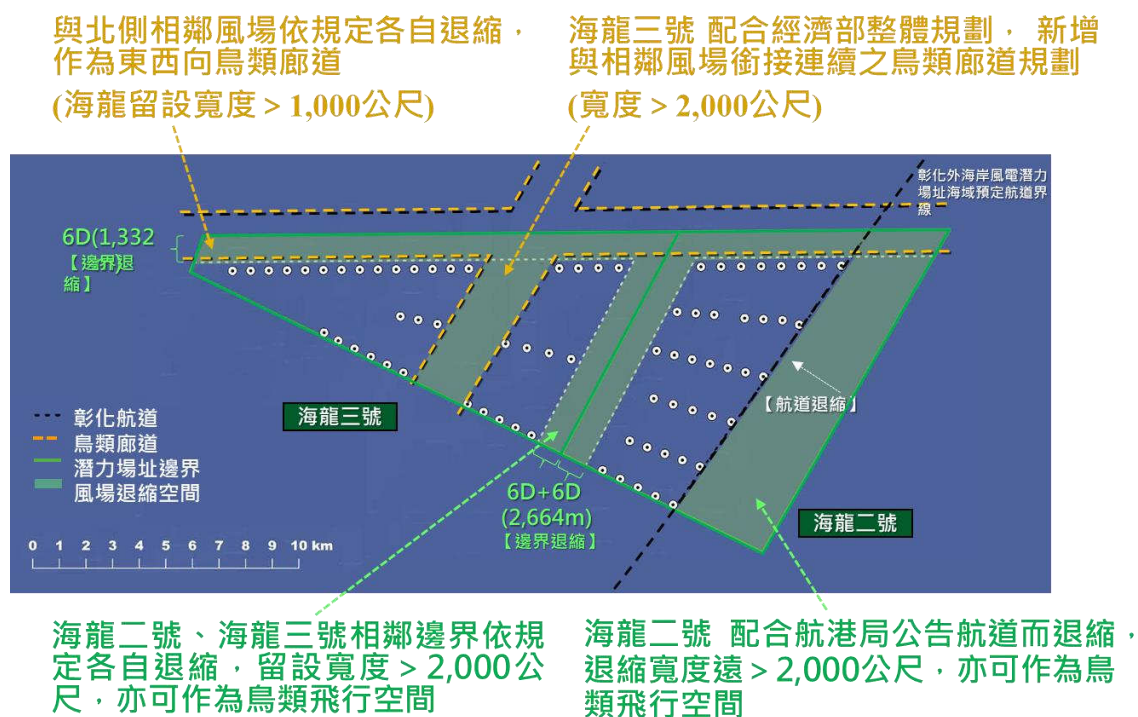 與北側相鄰風場依規定各自退縮，
作為東西向鳥類廊道
(海龍留設寬度＞1,000公尺)
海龍三號 配合經濟部整體規劃， 新增
與相鄰風場銜接連續之鳥類廊道規劃
(寬度＞2,000公尺)
彰化外海岸風電潛力
場址海域預定航道界
線
6D(1,332
【邊界退
縮】
【航道退縮】
海龍三號
彰化航道
鳥類廊道
潛力場址邊界
風場退縮空間
6D+6D
(2,664m)
【邊界退縮】
海龍二號
0 1 2 3 4 5 6 7 8 9 10 km
海龍二號、海龍三號相鄰邊界依規
定各自退縮，留設寬度＞2,000公
尺，亦可作為鳥類飛行空間
海龍二號 配合航港局公告航道而退縮，
退縮寬度遠＞2,000公尺，亦可作為鳥
類飛行空間